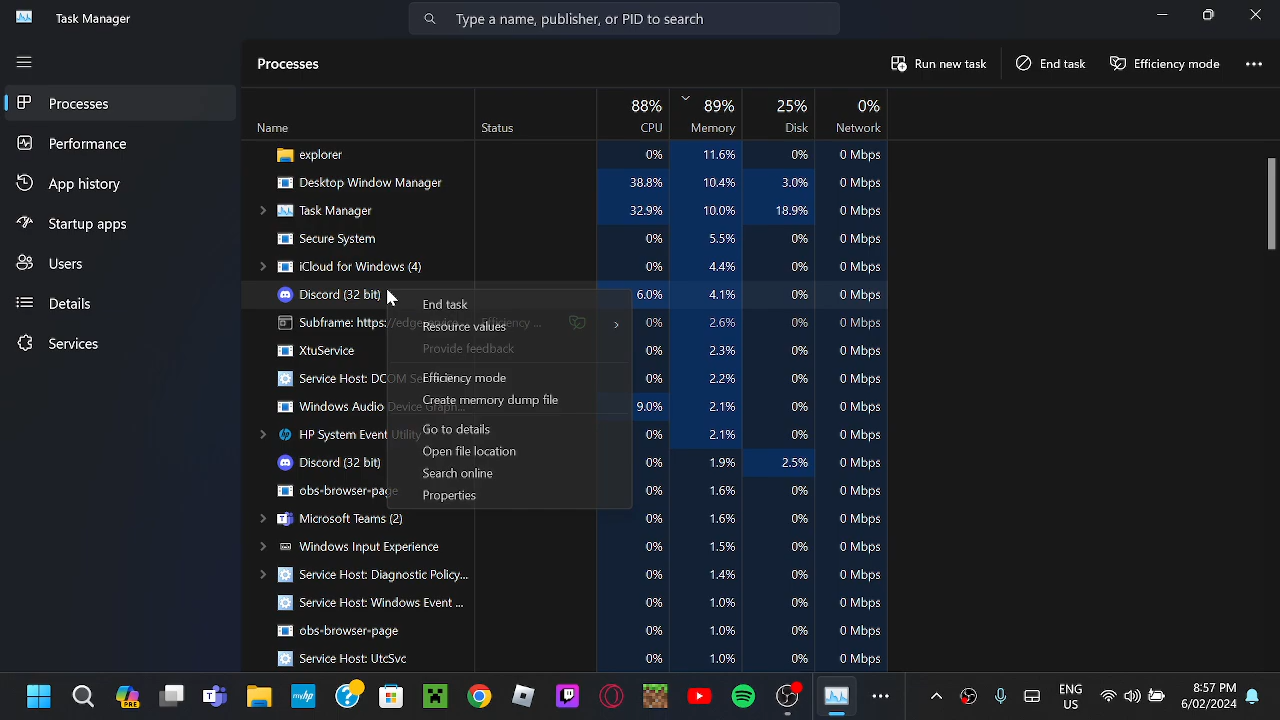 Task Manager
Type a name, publisher, or PID to search
Processes
Run new task
End task
Efficiency mode
Processes
Performance
App history
Startup apps
Users
Details
Services
88% 89% 25% 0%
Name Status CPU Memory Disk Network
explorer 0% 11.6% 0% 0 Mbps
Desktop Window Manager 38.8% 10.4% 3.0% 0 Mbps
Task Manager 32.9% 10.0% 18.9% 0 Mbps
Secure System 0% 5.5% 0% 0 Mbps
iCloud for Windows (4) 0% 4.4% 0% 0 Mbps
Discord (32 bit) 6.0% 4.1% 0% 0 Mbps
Subframe: https://edge Efficiency ... 0% 2.6% 0% 0 Mbps
XtuService 0% 2.3% 0% 0 Mbps
Service Host: DCOM Se 0% 2.2% 0% 0 Mbps
Windows Audio Device Graph... 9.0% 2.1% 0% 0 Mbps
HP System Event Utility 0% 2.1% 0% 0 Mbps
Discord (32 bit) 0% 1.9% 2.5% 0 Mbps
obs-browser-page 0% 1.6% 0% 0 Mbps
Microsoft Teams (2) 0% 1.6% 0% 0 Mbps
Windows Input Experience 0% 1.5% 0% 0 Mbps
Service Host: Diagnostic Policy... 0% 1.4% 0% 0 Mbps
Service Host: Windows Event ... 0% 1.0% 0% 0 Mbps
obs-browser-page 0% 1.0% 0% 0 Mbps
Service Host: UtcSvc 0% 1.0% 0% 0 Mbps
End task
Resource values
Provide feedback
Efficiency mode
Create memory dump file
Go to details
Open file location
Search online
Properties
PRE
myhp
ENG
US
8:57 PM
5/02/2024